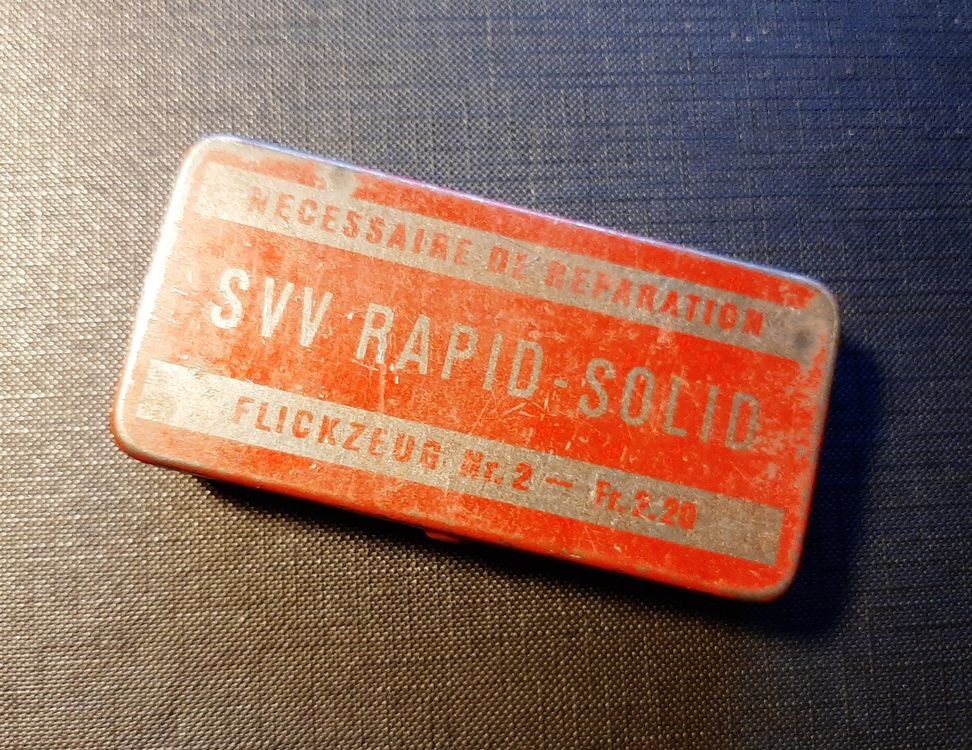 NECESSAIRE DE REPARATION
SVV RAPID-SOLID
FLICKZEUG Nr. 2 — Fr. 2.20